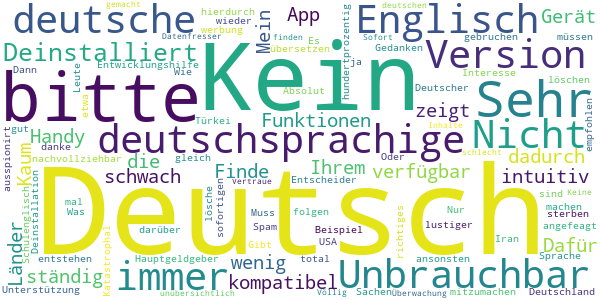 gemacht
deutsche
Datenfresser
hierdurch
wieder
werbung
Mein
App
Englisch
deutschen
Gerät
Deinstalliert
finden
Es
übersetzen
Sofort
Gedanken
gebrochen
müssen
Dann
Leute
Entwicklungshilfe
Wie
hundertprozentig
ja
Version
Interesse
löschen
bitte
Kein
Absolut
Deutscher
Sehr
empfohlen
etwa
Türkei
Funktionen
zeigt
Inhalte
gut
danke
Handy
deutschsprachige
Nicht
ausspioniert
Kaum
nachvollziehbar
die
gleich
Oder
schlecht
dadurch
schwach
Finde
Ihrem
verfügbar
intuitiv
Deutsch
schulenglisch
Deinstallation
mal
Was
Vertraue
lösche
sofortigen
Entscheider
Keine
sind
machen
Länder
darüber
Muss
folgen
Nur
sterben
Katastrophal
Spam
Beispiel
lustiger
angefeagt
Dafür
entstehen
Hauptgeldgeber
Gibt
USA
richtiges
Iran
Sprache
ständig
immer
wenig
total
ansonsten
Unbrauchbar
Unterstützung
unübersichtlich
kompatibel
Völlig
Sachen
Überwachung
mitzumachen
Deutschland